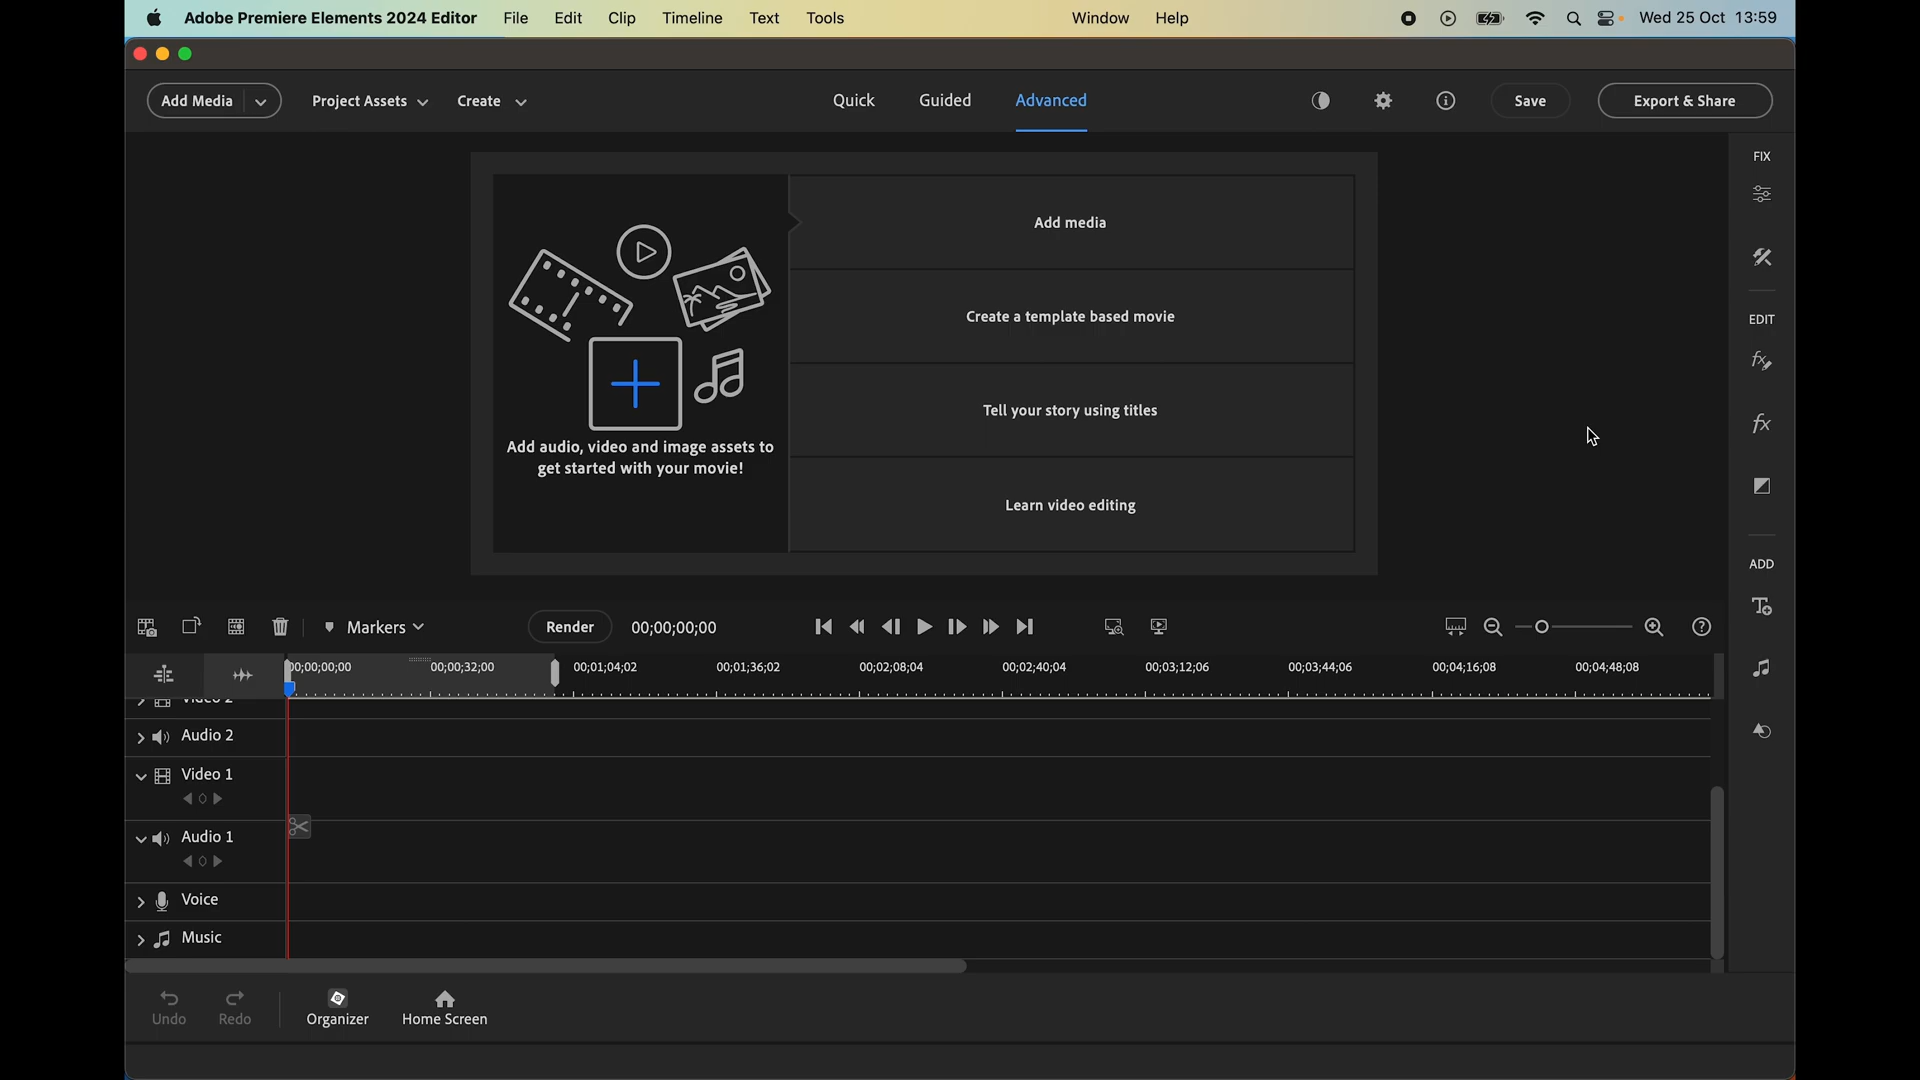 Adobe Premiere Elements 2024 Editor File Edit Clip Timeline Text Tools Window Help Wed 25 Oct 13:59
Add Media Project Assets Create Quick Guided Advanced Save Export & Share
FIX
Add media
Create a template based movie
EDIT
Tell your story using titles
fx
Add audio, video and image assets to
get started with your movie!
Learn video editing
ADD
Markers Render 00;00;00;00
00;00;00;00 00;00;32;00 00;01;04;02 00;01;36;02 00;02;08;04 00;02;40;04 00;03;12;06 00;03;44;06 00;04;16;08 00;04;48;08
Video 2
Audio 2
Video 1
Audio 1
Voice
Music
Undo Redo Organizer Home Screen